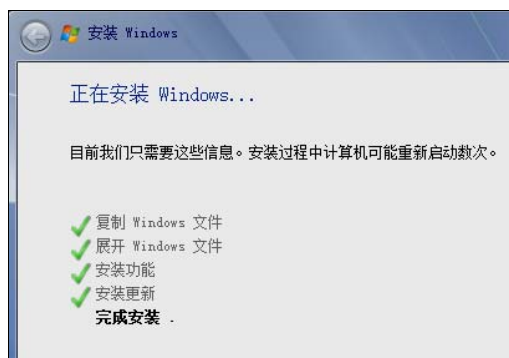 安装 Windows
正在安装 Windows...
目前我们只需要这些信息。安装过程中计算机可能重新启动数次。
复制 Windows 文件
展开 Windows 文件
安装功能
安装更新
完成安装 .